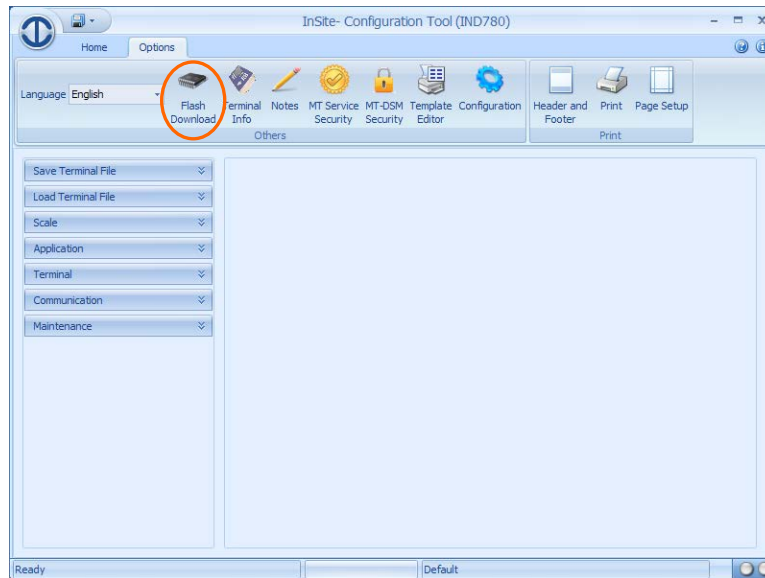 InSite- Configuration Tool (IND780)
Home Options
Language English
Flash Download
Terminal Info
Notes
MT Service Security
MT-DSM Security
Template Editor
Configuration
Others
Header and Footer
Print
Page Setup
Print
Save Terminal File
Load Terminal File
Scale
Application
Terminal
Communication
Maintenance
Ready
Default